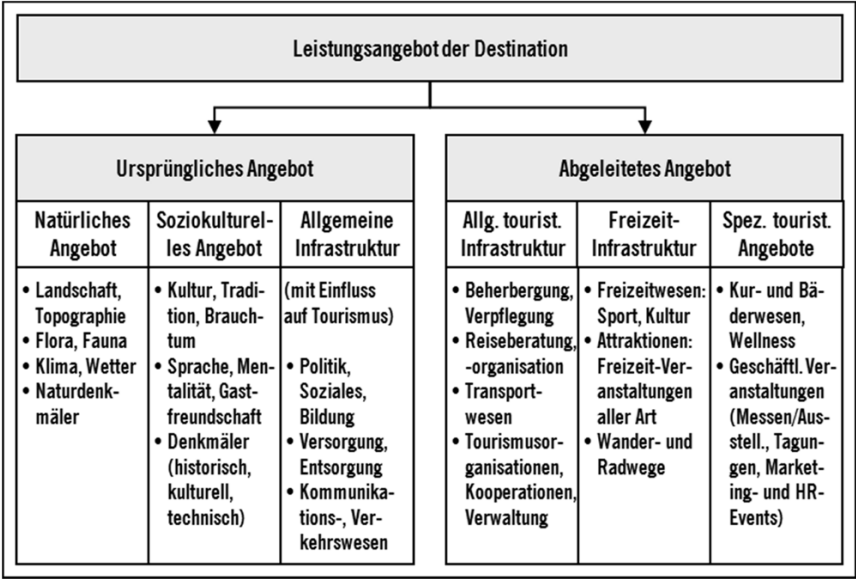 Leistungsangebot der Destination
Ursprüngliches Angebot
Natürliches
Angebot
• Landschaft,
Topographie
• Flora, Fauna
• Klima, Wetter
• Naturdenk-
mäler
Soziokulturel-
les Angebot
• Kultur, Tradi-
tion, Brauch-
tum
• Sprache, Men-
talität, Gast-
freundschaft
• Denkmäler
(historisch,
kulturell,
technisch)
Allgemeine
Infrastruktur
(mit Einfluss
auf Tourismus)
• Politik,
Soziales,
Bildung
• Versorgung,
Entsorgung
• Kommunika-
tions-, Ver-
kehrswesen
Abgeleitetes Angebot
Allg. tourist.
Infrastruktur
• Beherbergung,
Verpflegung
• Reiseberatung,
-organisation
• Transport-
wesen
• Tourismusor-
ganisationen,
Kooperationen,
Verwaltung
Freizeit-
Infrastruktur
• Freizeitwesen:
Sport, Kultur
• Attraktionen:
Freizeit-Ver-
anstaltungen
aller Art
• Wander- und
Radwege
Spez. tourist.
Angebote
• Kur- und Bä-
derwesen,
Wellness
• Geschäftl. Ver-
anstaltungen
(Messen/Aus-
stell., Tagun-
gen, Market-
ing- und HR-
Events)